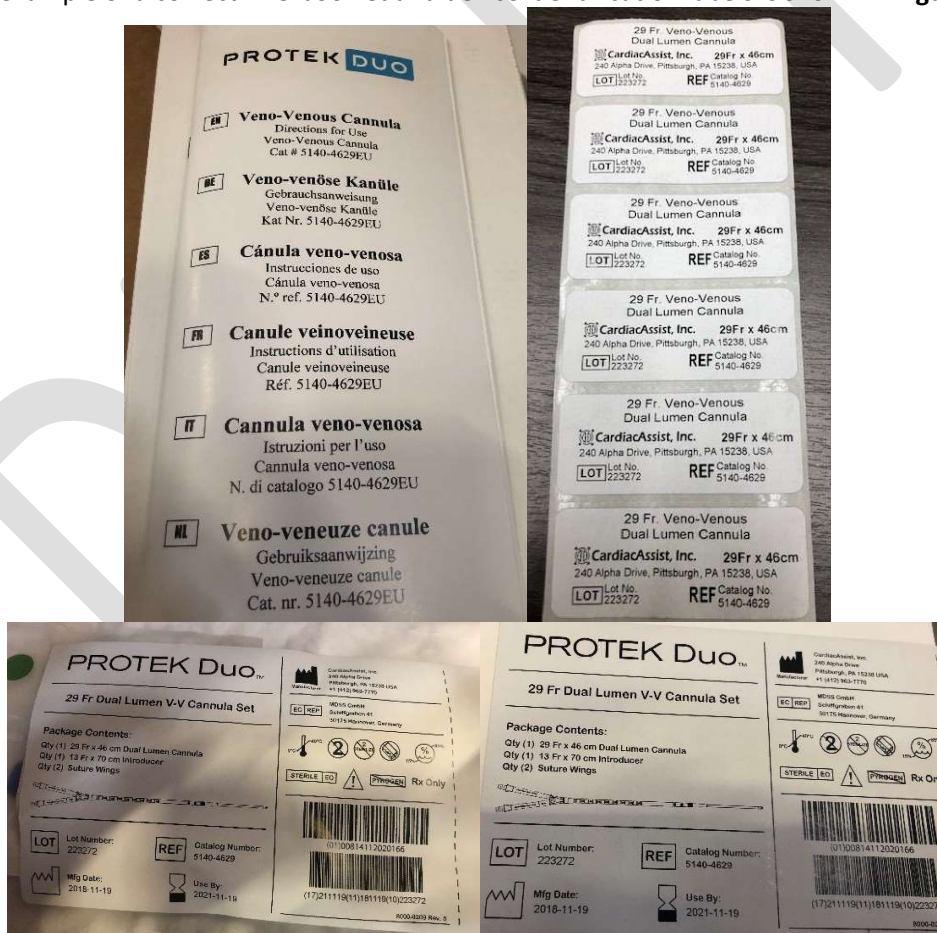 PROTEK DUO
EN Veno-Venous Cannula
Directions for Use
Veno-Venous Cannula
Cat # 5140-4629EU
DE Veno-venöse Kanüle
Gebrauchsanweisung
Veno-venöse Kanüle
Kat Nr. 5140-4629EU
ES Cánula veno-venosa
Instrucciones de uso
Cánula veno-venosa
N.º ref. 5140-4629EU
FR Canule veinoveineuse
Instructions d'utilisation
Canule veinoveineuse
Réf. 5140-4629EU
IT Cannula veno-venosa
Istruzioni per l'uso
Cannula veno-venosa
N. di catalogo 5140-4629EU
NL Veno-veneuze canule
Gebruiksaanwijzing
Veno-veneuze canule
Cat. nr. 5140-4629EU
29 Fr. Veno-Venous
Dual Lumen Cannula
CardiacAssist, Inc. 29Fr x 46cm
240 Alpha Drive, Pittsburgh, PA 15238, USA
LOT Lot No. 223272 REF Catalog No. 5140-4629
29 Fr. Veno-Venous
Dual Lumen Cannula
CardiacAssist, Inc. 29Fr x 46cm
240 Alpha Drive, Pittsburgh, PA 15238, USA
LOT Lot No. 223272 REF Catalog No. 5140-4629
29 Fr. Veno-Venous
Dual Lumen Cannula
CardiacAssist, Inc. 29Fr x 46cm
240 Alpha Drive, Pittsburgh, PA 15238, USA
LOT Lot No. 223272 REF Catalog No. 5140-4629
29 Fr. Veno-Venous
Dual Lumen Cannula
CardiacAssist, Inc. 29Fr x 46cm
240 Alpha Drive, Pittsburgh, PA 15238, USA
LOT Lot No. 223272 REF Catalog No. 5140-4629
29 Fr. Veno-Venous
Dual Lumen Cannula
CardiacAssist, Inc. 29Fr x 46cm
240 Alpha Drive, Pittsburgh, PA 15238, USA
LOT Lot No. 223272 REF Catalog No. 5140-4629
29 Fr. Veno-Venous
Dual Lumen Cannula
CardiacAssist, Inc. 29Fr x 46cm
240 Alpha Drive, Pittsburgh, PA 15238, USA
LOT Lot No. 223272 REF Catalog No. 5140-4629
PROTEK Duo™
29 Fr Dual Lumen V-V Cannula Set
Package Contents:
Qty (1) 29 Fr x 46 cm Dual Lumen Cannula
Qty (1) 13 Fr x 70 cm Introducer
Qty (2) Suture Wings
LOT Lot Number: 223272
REF Catalog Number: 5140-4629
Mfg Date: 2018-11-19
Use By: 2021-11-19
Manufacturer
CardiacAssist, Inc.
240 Alpha Drive
Pittsburgh, PA 15238 USA
+1 (412) 963-7770
EC REP MDSS GmbH
Schiffgraben 41
30175 Hannover, Germany
STERILE EO PYROGEN Rx Only
(01)00814112020166
(17)211119(11)181119(10)223272
9000-0209 Rev. 5
PROTEK Duo™
29 Fr Dual Lumen V-V Cannula Set
Package Contents:
Qty (1) 29 Fr x 46 cm Dual Lumen Cannula
Qty (1) 13 Fr x 70 cm Introducer
Qty (2) Suture Wings
LOT Lot Number: 223272
REF Catalog Number: 5140-4629
Mfg Date: 2018-11-19
Use By: 2021-11-19
Manufacturer
CardiacAssist, Inc.
240 Alpha Drive
Pittsburgh, PA 15238 USA
+1 (412) 963-7770
EC REP MDSS GmbH
Schiffgraben 41
30175 Hannover, Germany
STERILE EO PYROGEN
(01)00814112020166